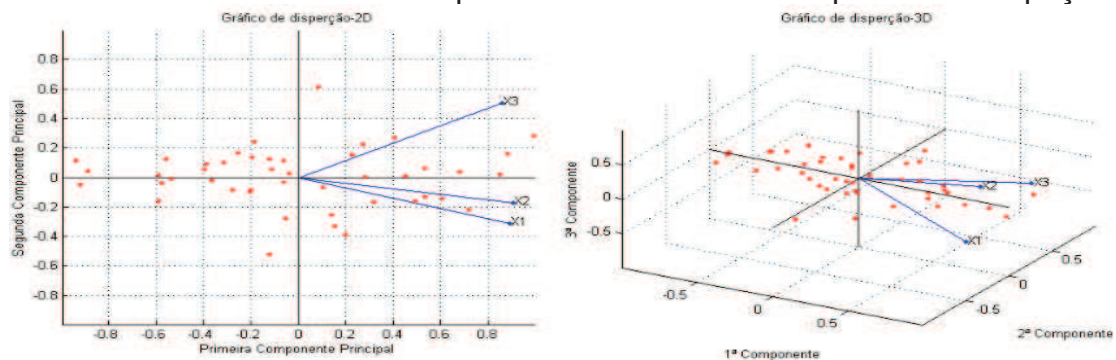 Gráfico de disperção-2D
0.8
0.6
0.4
0.2
0
-0.2
-0.4
-0.6
-0.8
-0.8 -0.6 -0.4 -0.2 0 0.2 0.4 0.6 0.8
Segunda Componente Principal
Primeira Componente Principal
X3
X2
X1
Gráfico de disperção-3D
0.5
0
-0.5
3ª Componente
-0.5
0
0.5
1ª Componente
-0.5
0
0.5
2ª Componente
X2
X3
X1